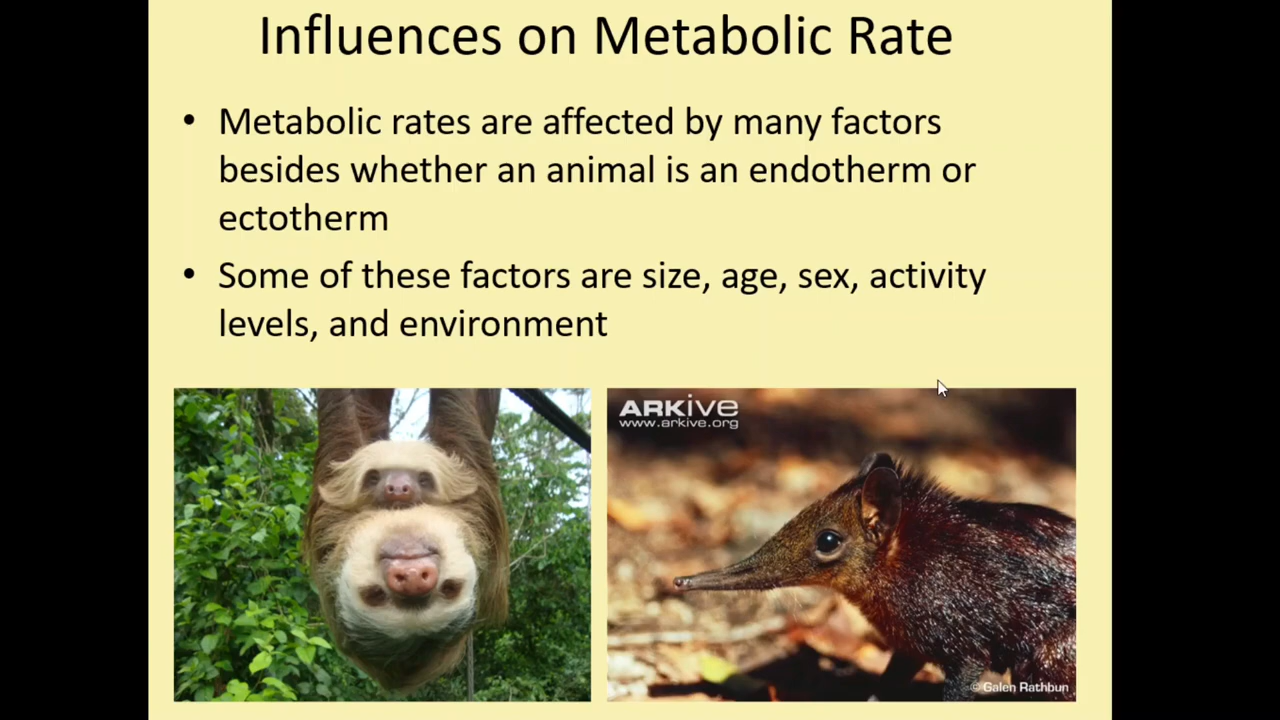 Influences on Metabolic Rate
• Metabolic rates are affected by many factors
besides whether an animal is an endotherm or
ectotherm
• Some of these factors are size, age, sex, activity
levels, and environment
ARKive
www.arkive.org
© Galen Rathbun